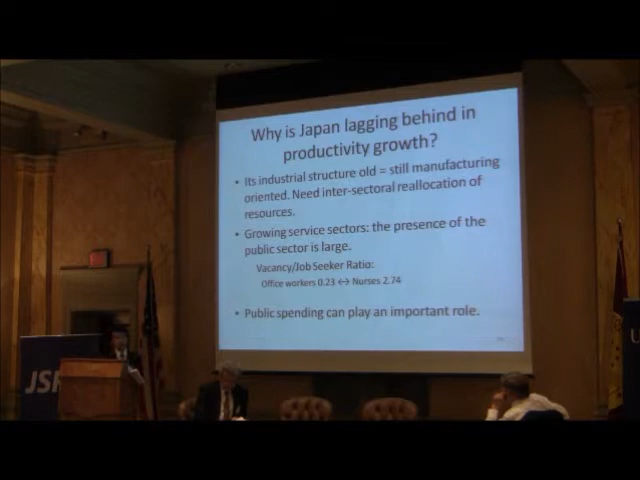 Why is Japan lagging behind in
productivity growth?
• Its industrial structure old = still manufacturing
oriented. Need inter-sectoral reallocation of
resources.
• Growing service sectors: the presence of the
public sector is large.
Vacancy/Job Seeker Ratio:
Office workers 0.23 <-> Nurses 2.74
• Public spending can play an important role.
JS
U